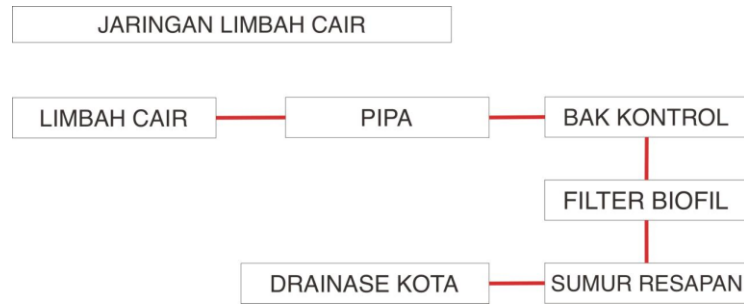 JARINGAN LIMBAH CAIR
LIMBAH CAIR
PIPA
BAK KONTROL
FILTER BIOFIL
SUMUR RESAPAN
DRAINASE KOTA